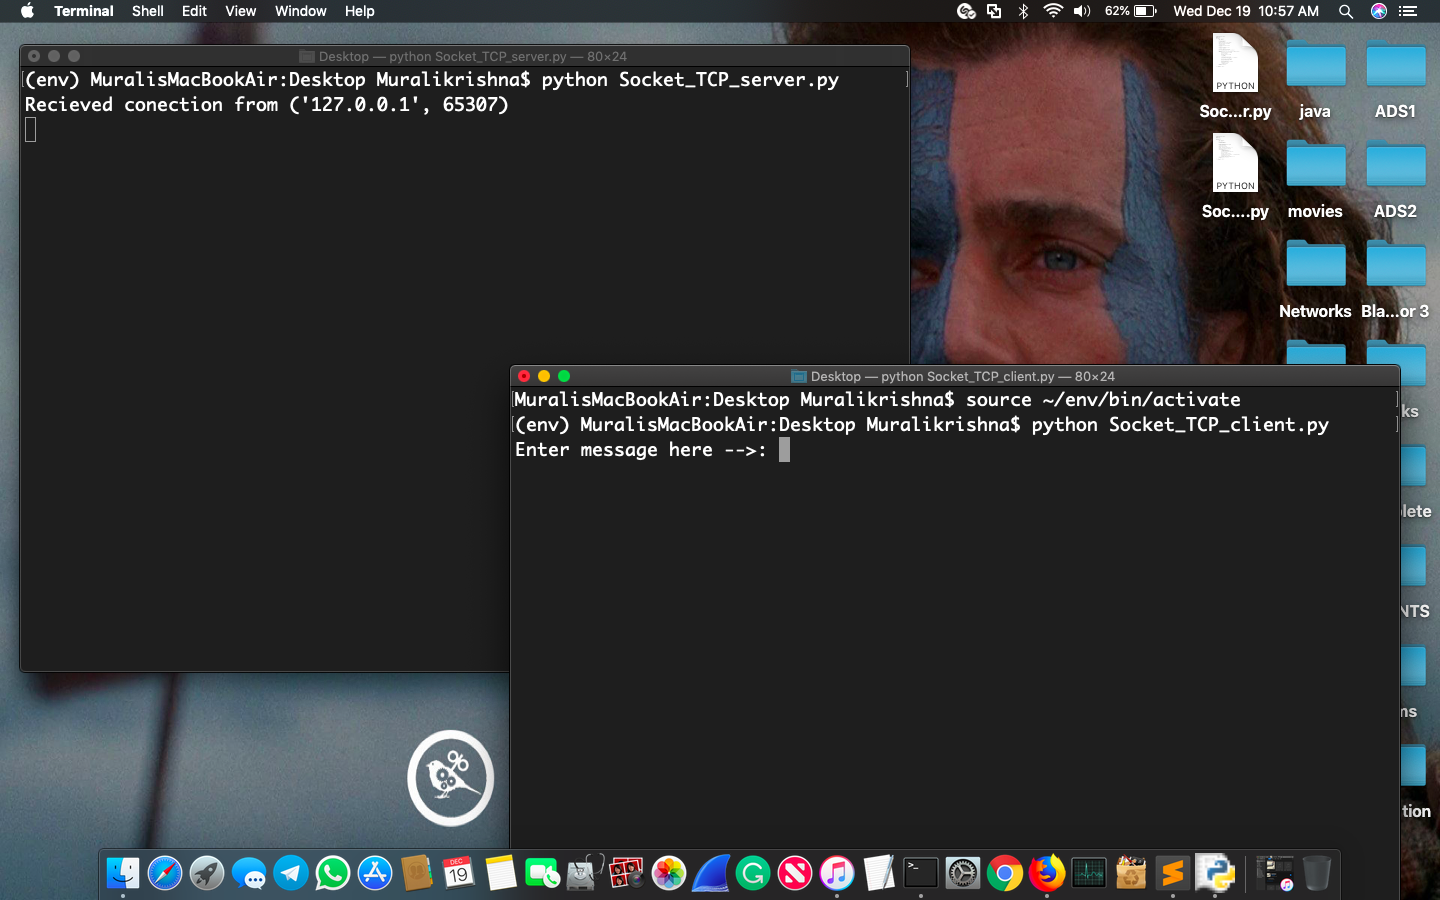 Terminal Shell Edit View Window Help 62% Wed Dec 19 10:57 AM
Desktop — python Socket_TCP_server.py — 80×24
(env) MuralisMacBookAir:Desktop Muralikrishna$ python Socket_TCP_server.py
Recieved conection from ('127.0.0.1', 65307)
PYTHON
Soc...r.py java ADS1
PYTHON
Soc....py movies ADS2
Networks Bla...or 3
Desktop — python Socket_TCP_client.py — 80×24
MuralisMacBookAir:Desktop Muralikrishna$ source ~/env/bin/activate
(env) MuralisMacBookAir:Desktop Muralikrishna$ python Socket_TCP_client.py
Enter message here -->:
ks
lete
NTS
ms
tion
DEC
19